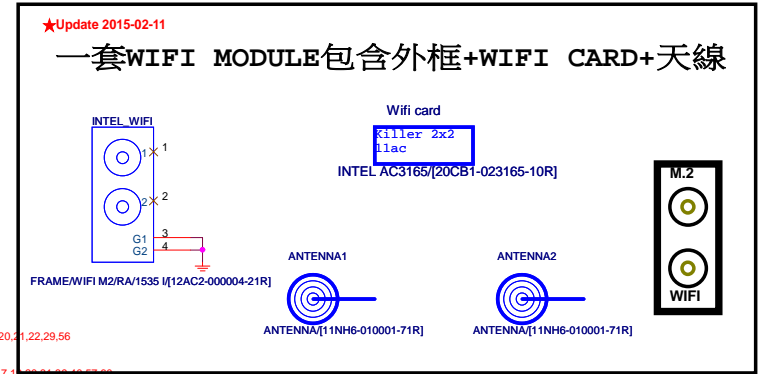 ★Update 2015-02-11
一套WIFI MODULE包含外框+WIFI CARD+天線
INTEL_WIFI
1
1
2
2
G1
3
G2
4
FRAME/WIFI M2/RA/1535 I/[12AC2-000004-21R]
Wifi card
Killer 2x2
11ac
INTEL AC3165/[20CB1-023165-10R]
M.2
WIFI
ANTENNA1
ANTENNA/[11NH6-010001-71R]
ANTENNA2
ANTENNA/[11NH6-010001-71R]
20,21,22,29,56